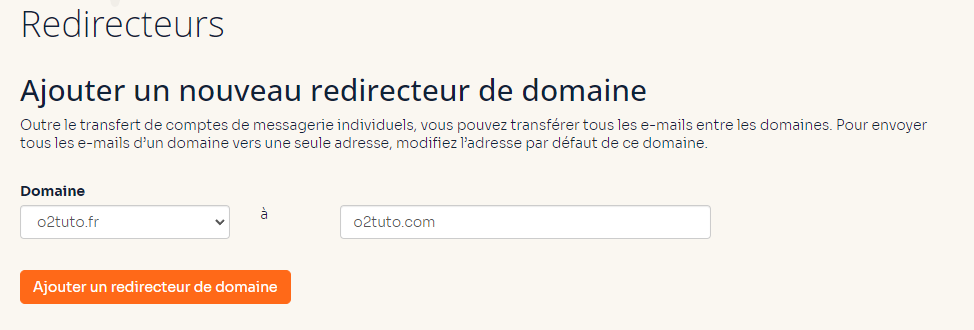 Redirecteurs
Ajouter un nouveau redirecteur de domaine
Outre le transfert de comptes de messagerie individuels, vous pouvez transférer tous les e-mails entre les domaines. Pour envoyer
tous les e-mails d’un domaine vers une seule adresse, modifiez l’adresse par défaut de ce domaine.
Domaine
o2tuto.fr à o2tuto.com
Ajouter un redirecteur de domaine